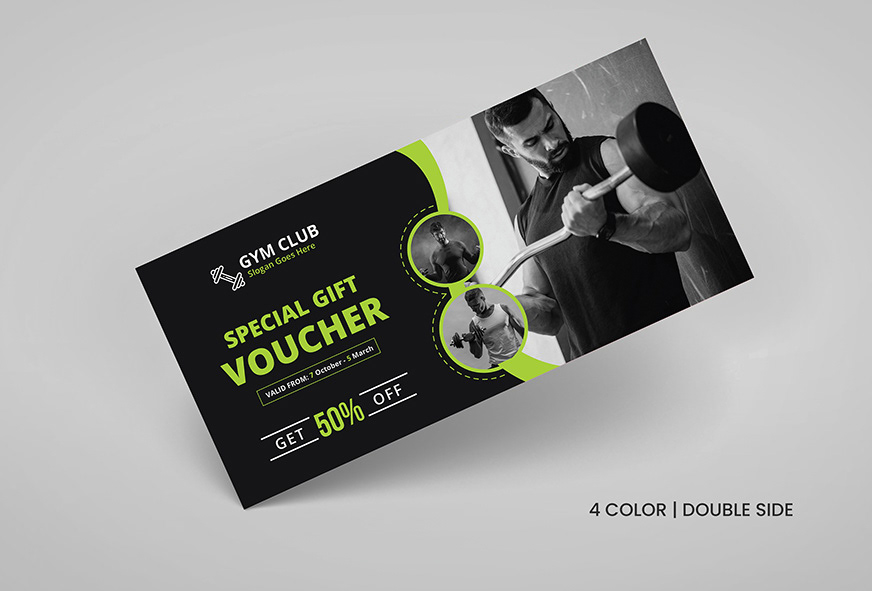 GYM CLUB
Slogan Goes Here
SPECIAL GIFT
VOUCHER
VALID FROM: 7 October - 5 March
GET 50% OFF
4 COLOR | DOUBLE SIDE